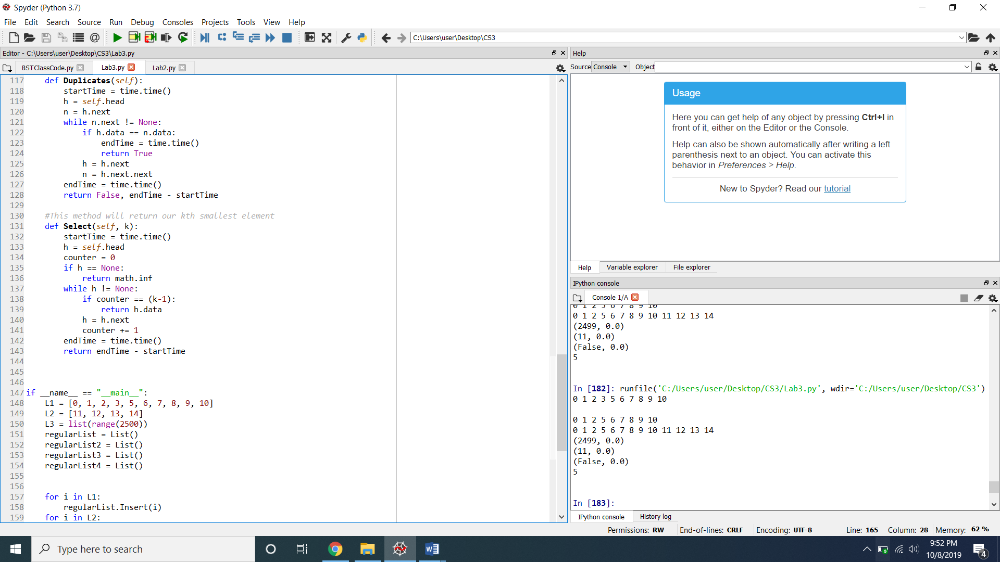 Spyder (Python 3.7)
File Edit Search Source Run Debug Consoles Projects Tools View Help
C:\Users\user\Desktop\CS3
Editor - C:\Users\user\Desktop\CS3\Lab3.py
BSTClassCode.py Lab3.py Lab2.py
117 def Duplicates(self):
118 startTime = time.time()
119 h = self.head
120 n = h.next
121 while n.next != None:
122 if h.data == n.data:
123 endTime = time.time()
124 return True
125 h = h.next
126 n = h.next.next
127 endTime = time.time()
128 return False, endTime - startTime
129
130 #This method will return our kth smallest element
131 def Select(self, k):
132 startTime = time.time()
133 h = self.head
134 counter = 0
135 if h == None:
136 return math.inf
137 while h != None:
138 if counter == (k-1):
139 return h.data
140 h = h.next
141 counter += 1
142 endTime = time.time()
143 return endTime - startTime
144
145
146
147 if __name__ == "__main__":
148 L1 = [0, 1, 2, 3, 5, 6, 7, 8, 9, 10]
149 L2 = [11, 12, 13, 14]
150 L3 = list(range(2500))
151 regularList = List()
152 regularList2 = List()
153 regularList3 = List()
154 regularList4 = List()
155
156
157 for i in L1:
158 regularList.Insert(i)
159 for i in L2:
Help
Source Console Object
Usage
Here you can get help of any object by pressing Ctrl+I in
front of it, either on the Editor or the Console.
Help can also be shown automatically after writing a left
parenthesis next to an object. You can activate this
behavior in Preferences > Help.
New to Spyder? Read our tutorial
Help Variable explorer File explorer
IPython console
Console 1/A
0 1 2 5 6 7 8 9 10
0 1 2 5 6 7 8 9 10 11 12 13 14
(2499, 0.0)
(11, 0.0)
(False, 0.0)
5
In [182]: runfile('C:/Users/user/Desktop/CS3/Lab3.py', wdir='C:/Users/user/Desktop/CS3')
0 1 2 3 5 6 7 8 9 10
0 1 2 5 6 7 8 9 10
0 1 2 5 6 7 8 9 10 11 12 13 14
(2499, 0.0)
(11, 0.0)
(False, 0.0)
5
In [183]:
IPython console History log
Permissions: RW End-of-lines: CRLF Encoding: UTF-8 Line: 165 Column: 28 Memory: 62 %
Type here to search
9:52 PM
10/8/2019
4